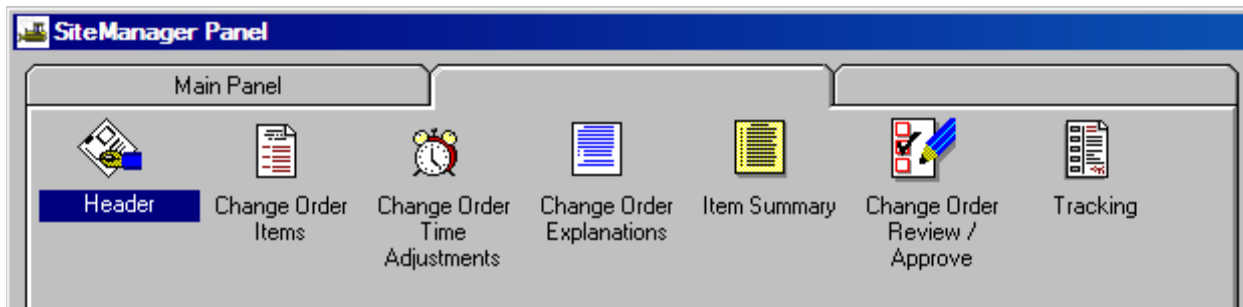 SiteManager Panel
Main Panel
Header
Change Order
Items
Change Order
Time
Adjustments
Change Order
Explanations
Item Summary
Change Order
Review /
Approve
Tracking